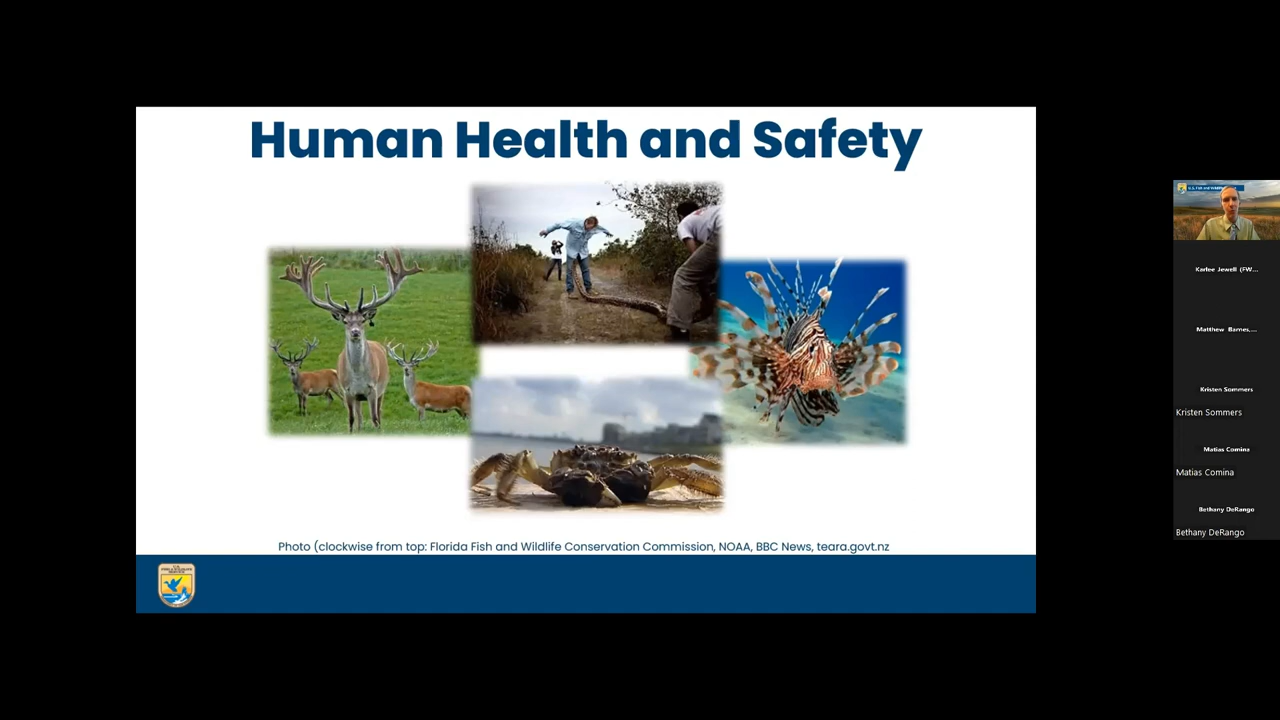 Human Health and Safety
Photo (clockwise from top: Florida Fish and Wildlife Conservation Commission, NOAA, BBC News, teara.govt.nz
Karlee Jewell (FW...
Matthew Barnes,...
Kristen Sommers
Kristen Sommers
Matias Comina
Matias Comina
Bethany DeRango
Bethany DeRango